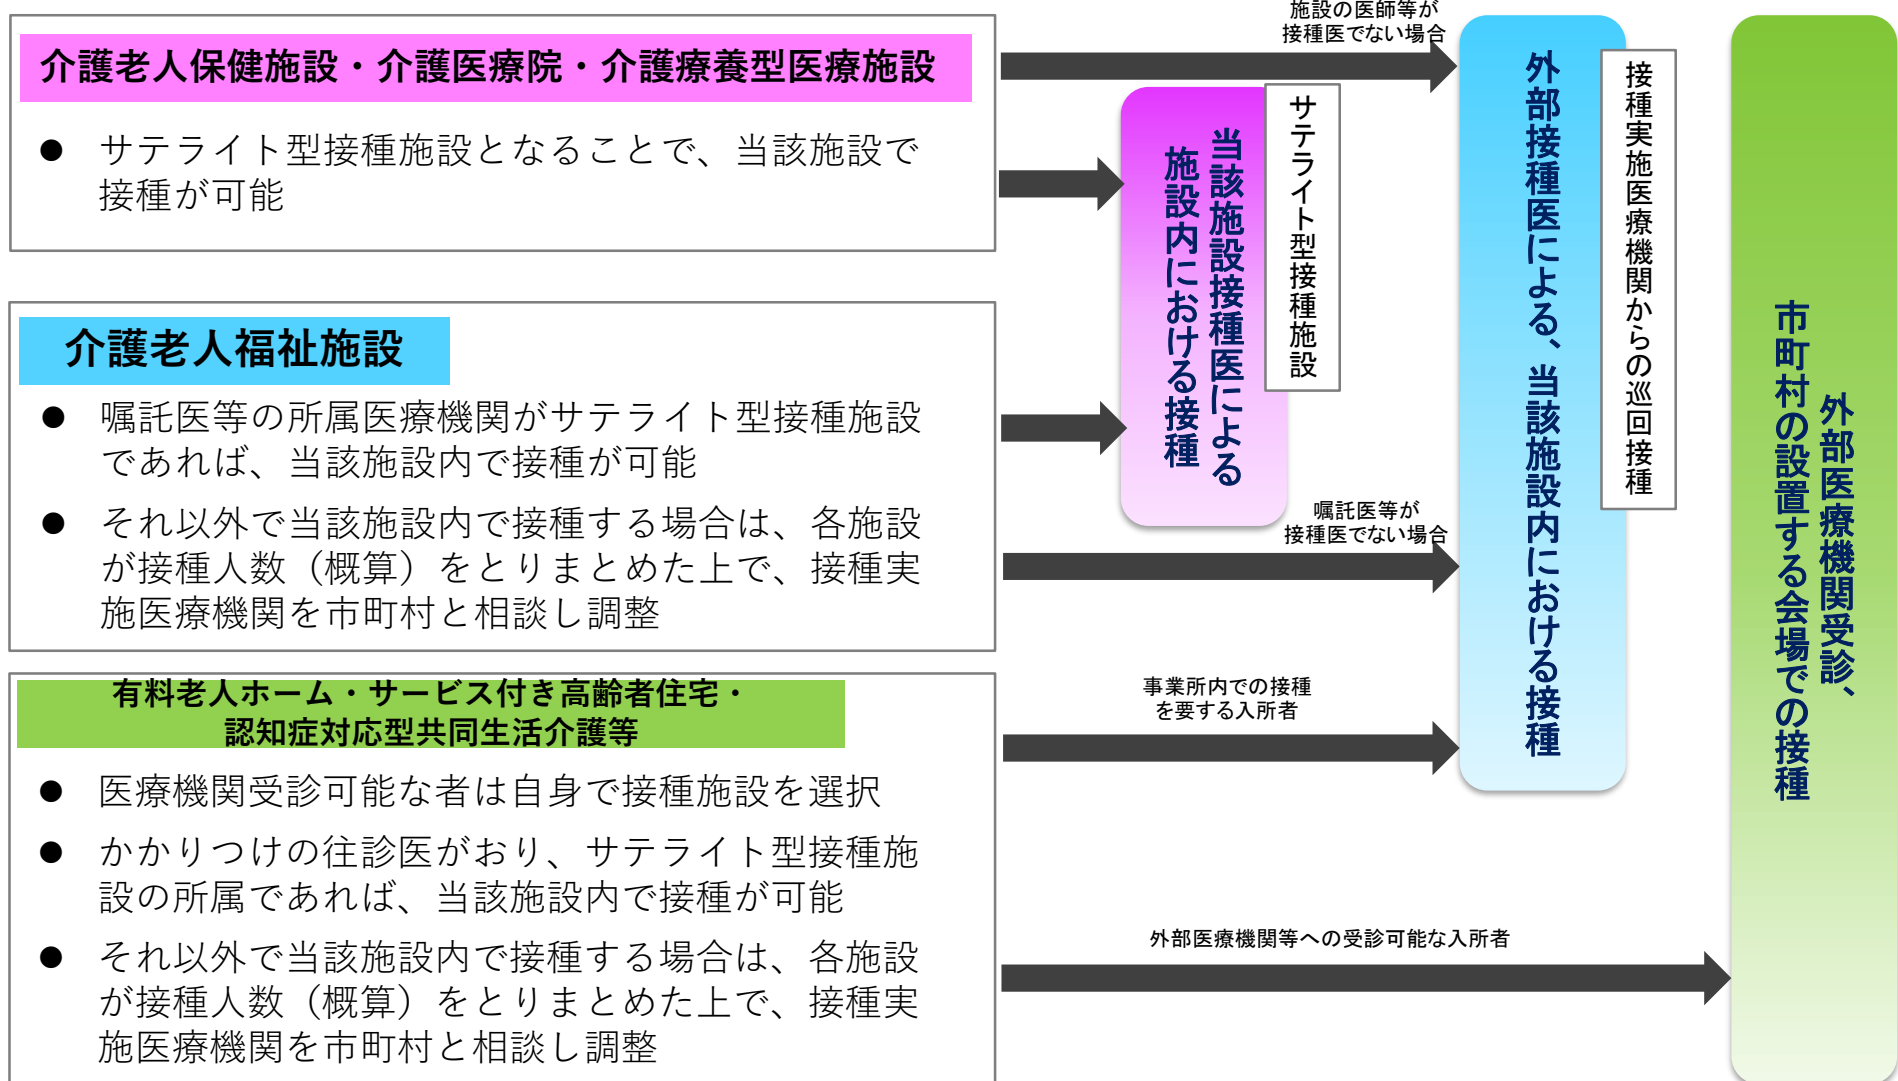 介護老人保健施設・介護医療院・介護療養型医療施設
● サテライト型接種施設となることで、当該施設で
接種が可能
介護老人福祉施設
● 嘱託医等の所属医療機関がサテライト型接種施設
であれば、当該施設内で接種が可能
● それ以外で当該施設内で接種する場合は、各施設
が接種人数（概算）をとりまとめた上で、接種実
施医療機関を市町村と相談し調整
有料老人ホーム・サービス付き高齢者住宅・
認知症対応型共同生活介護等
● 医療機関受診可能な者は自身で接種施設を選択
● かかりつけの往診医がおり、サテライト型接種施
設の所属であれば、当該施設内で接種が可能
● それ以外で当該施設内で接種する場合は、各施設
が接種人数（概算）をとりまとめた上で、接種実
施医療機関を市町村と相談し調整
施設の医師等が
接種医でない場合
当該施設接種医による
施設内における接種
サテライト型接種施設
嘱託医等が
接種医でない場合
事業所内での接種
を要する入所者
外部医療機関等への受診可能な入所者
外部接種医による、当該施設内における接種
接種実施医療機関からの巡回接種
外部医療機関受診、
市町村の設置する会場での接種